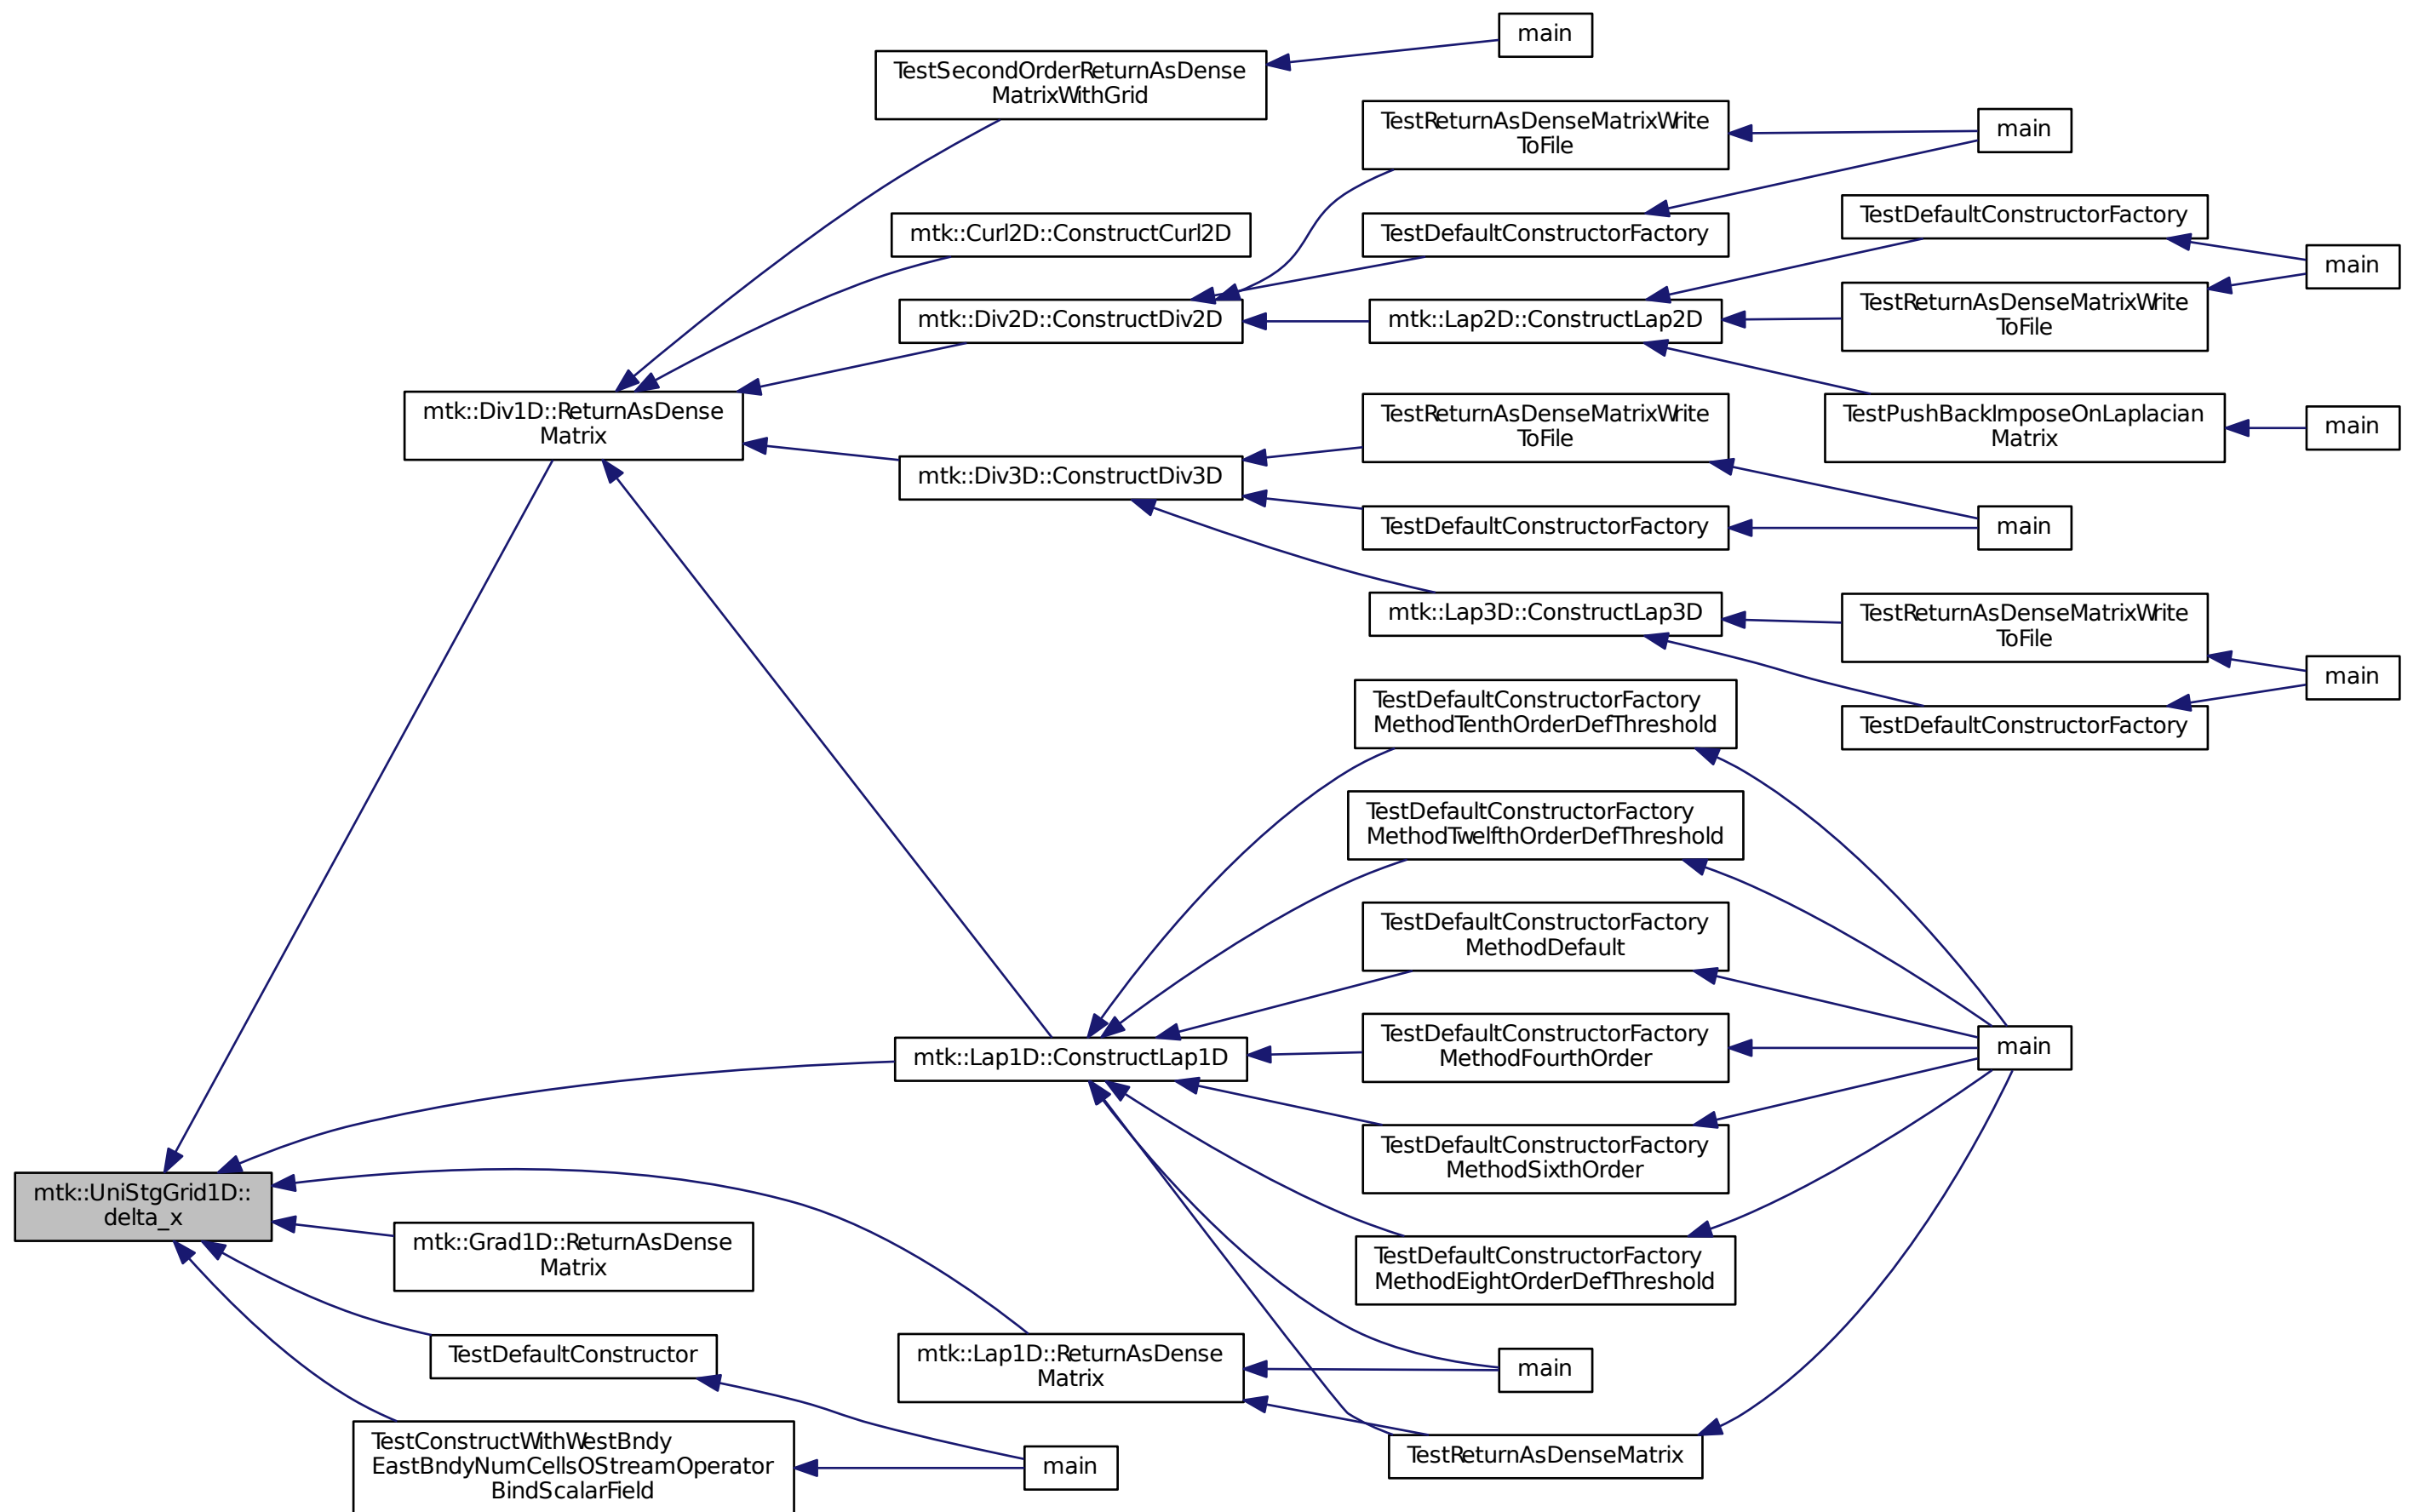 main
TestSecondOrderReturnAsDense
MatrixWithGrid
TestReturnAsDenseMatrixWrite
ToFile
main
mtk::Curl2D::ConstructCurl2D
TestDefaultConstructorFactory
TestDefaultConstructorFactory
main
mtk::Div2D::ConstructDiv2D
mtk::Lap2D::ConstructLap2D
TestReturnAsDenseMatrixWrite
ToFile
mtk::Div1D::ReturnAsDense
Matrix
TestReturnAsDenseMatrixWrite
ToFile
TestPushBackImposeOnLaplacian
Matrix
main
mtk::Div3D::ConstructDiv3D
TestDefaultConstructorFactory
main
mtk::Lap3D::ConstructLap3D
TestReturnAsDenseMatrixWrite
ToFile
main
TestDefaultConstructorFactory
MethodTenthOrderDefThreshold
TestDefaultConstructorFactory
TestDefaultConstructorFactory
MethodTwelfthOrderDefThreshold
TestDefaultConstructorFactory
MethodDefault
mtk::Lap1D::ConstructLap1D
TestDefaultConstructorFactory
MethodFourthOrder
main
TestDefaultConstructorFactory
MethodSixthOrder
mtk::UniStgGrid1D::
delta_x
mtk::Grad1D::ReturnAsDense
Matrix
TestDefaultConstructorFactory
MethodEightOrderDefThreshold
TestDefaultConstructor
mtk::Lap1D::ReturnAsDense
Matrix
main
TestConstructWithWestBndy
EastBndyNumCellsOStreamOperator
BindScalarField
main
TestReturnAsDenseMatrix